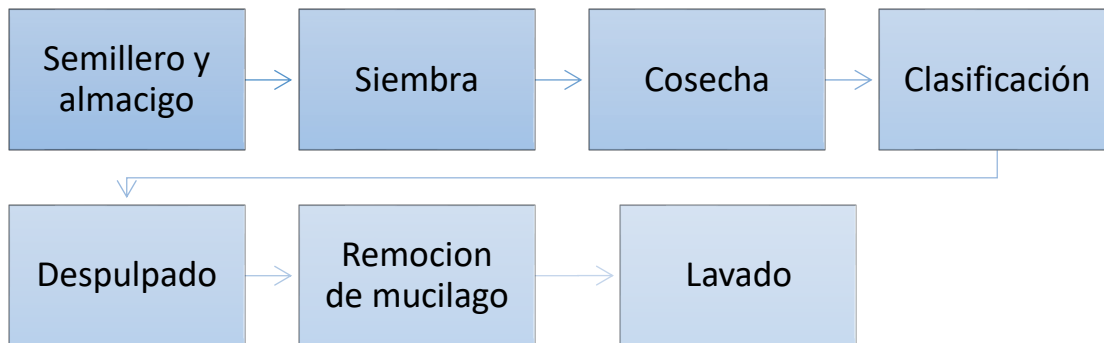 Semillero y
almacigo
Siembra
Cosecha
Clasificación
Despulpado
Remocion
de mucilago
Lavado